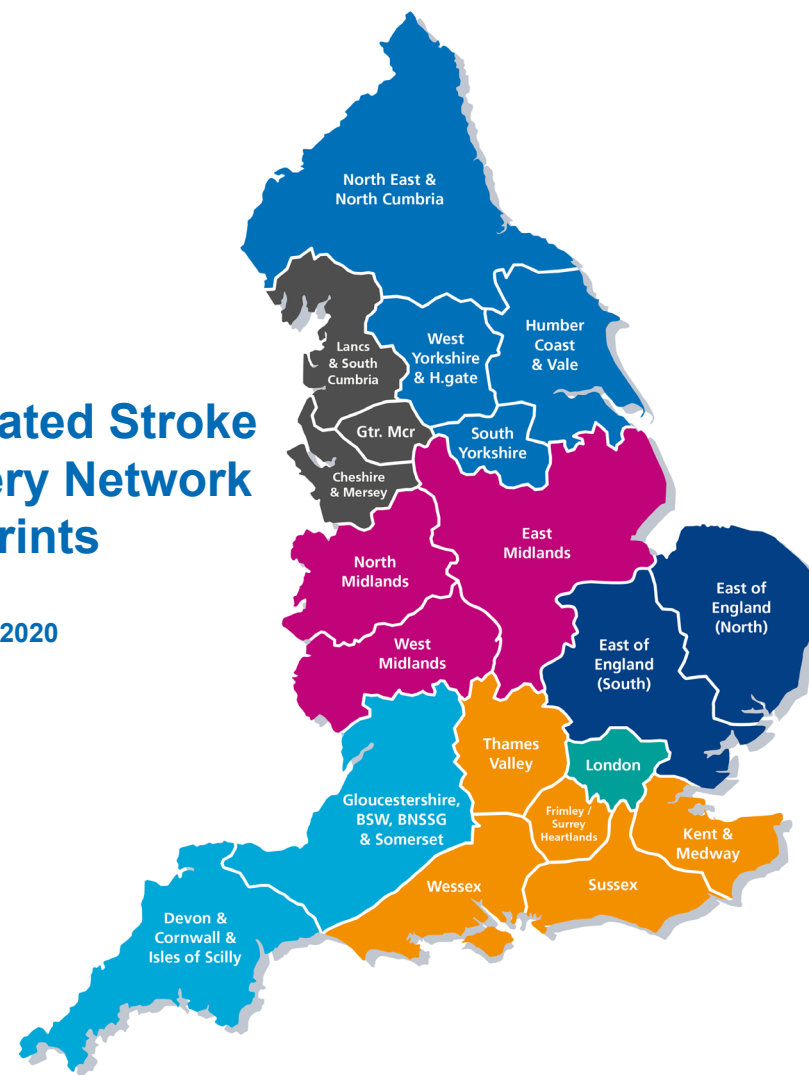 North East &
North Cumbria
Lancs
& South
Cumbria
West
Yorkshire
& H.gate
Humber
Coast
& Vale
Gtr. Mcr
South
Yorkshire
Cheshire
& Mersey
ated Stroke
ery Network
rints
2020
North
Midlands
East
Midlands
West
Midlands
East of
England
(North)
East of
England
(South)
Thames
Valley
London
Gloucestershire,
BSW, BNSSG
& Somerset
Frimley /
Surrey
Heartlands
Kent &
Medway
Wessex
Sussex
Devon &
Cornwall &
Isles of Scilly